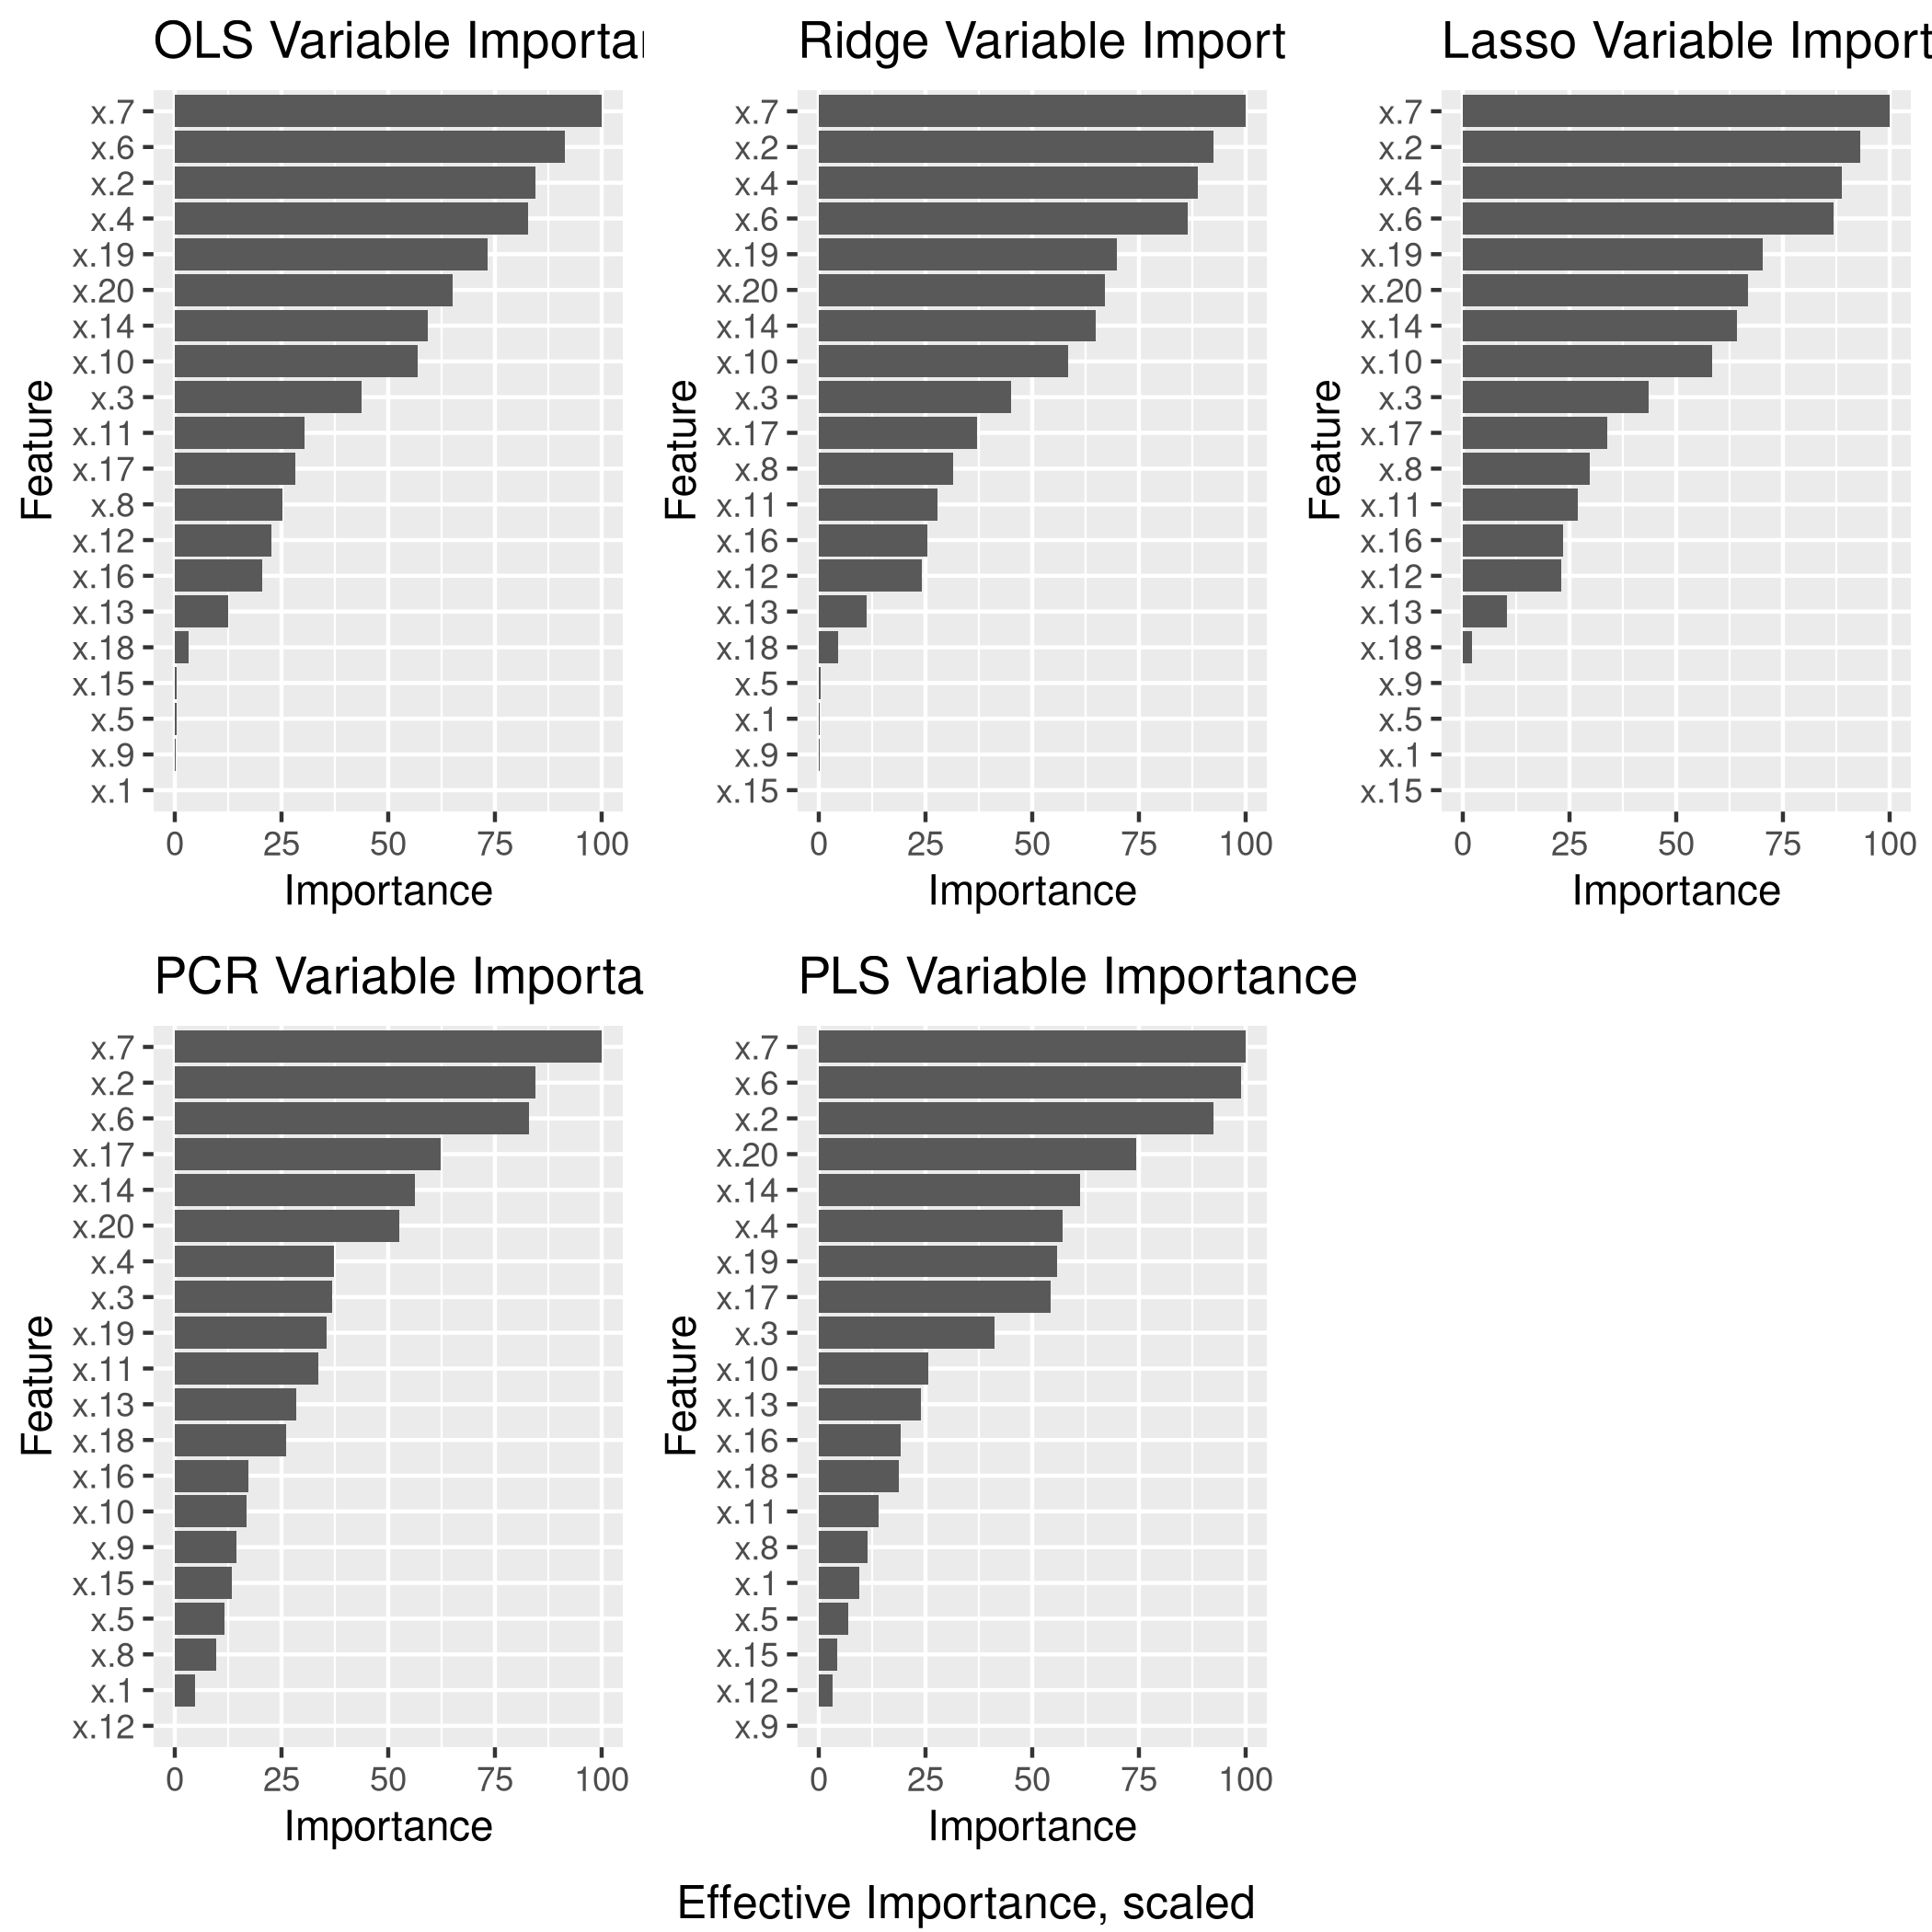 OLS Variable Importa
Ridge Variable Import
Lasso Variable Import
Feature
x.7
x.6
x.2
x.4
x.19
x.20
x.14
x.10
x.3
x.11
x.17
x.8
x.12
x.16
x.13
x.18
x.15
x.5
x.9
x.1
0 25 50 75 100
Importance
Feature
x.7
x.2
x.4
x.6
x.19
x.20
x.14
x.10
x.3
x.17
x.8
x.11
x.16
x.12
x.13
x.18
x.5
x.1
x.9
x.15
0 25 50 75 100
Importance
Feature
x.7
x.2
x.4
x.6
x.19
x.20
x.14
x.10
x.3
x.17
x.8
x.11
x.16
x.12
x.13
x.18
x.9
x.5
x.1
x.15
0 25 50 75 100
Importance
PCR Variable Importa
PLS Variable Importance
Feature
x.7
x.2
x.6
x.17
x.14
x.20
x.4
x.3
x.19
x.11
x.13
x.18
x.16
x.10
x.9
x.15
x.5
x.8
x.1
x.12
0 25 50 75 100
Importance
Feature
x.7
x.6
x.2
x.20
x.14
x.4
x.19
x.17
x.3
x.10
x.13
x.16
x.18
x.11
x.8
x.1
x.5
x.15
x.12
x.9
0 25 50 75 100
Importance
Effective Importance, scaled